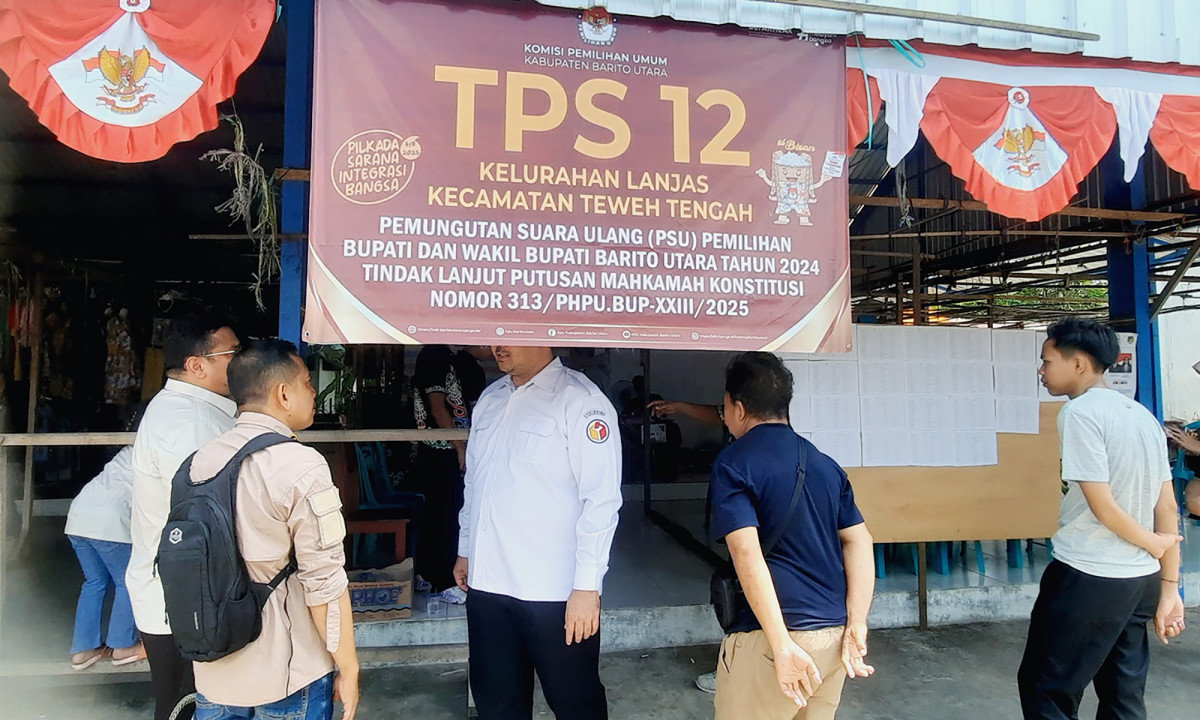 KOMISI PEMILIHAN UMUM
KABUPATEN BARITO UTARA
TPS 12
KELURAHAN LANJAS
KECAMATAN TEWEH TENGAH
PILKADA
SARANA
INTEGRASI
BANGSA
si Bisan
PEMUNGUTAN SUARA ULANG (PSU) PEMILIHAN
BUPATI DAN WAKIL BUPATI BARITO UTARA TAHUN 2024
TINDAK LANJUT PUTUSAN MAHKAMAH KONSTITUSI
NOMOR 313/PHPU.BUP-XXIII/2025